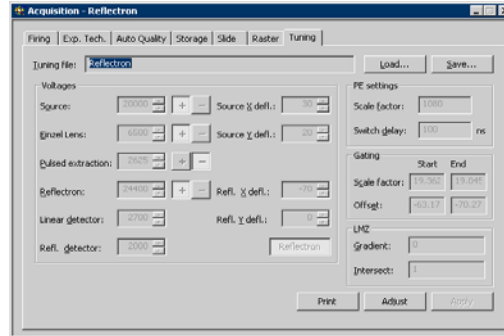 Acquisition - Reflectron
Firing Exp. Tech. Auto Quality Storage Slide Raster Tuning
Tuning file: Reflectron Load... Save...
Voltages PE settings
Source: 20000 + - Source X defl.: 30 Scale factor: 1080
Einzel Lens: 6500 + - Source Y defl.: 20 Switch delay: 100 ns
Pulsed extraction: 2625 + - Gating
Start End
Reflectron: 24400 + - Refl. X defl.: -70 Scale factor: 19.362 19.045
Linear detector: 2700 Refl. Y defl.: 0 Offset: -63.17 -70.27
Refl. detector: 2000 Reflectron LMZ
Gradient: 0
Intersect: 1
Print Adjust Apply